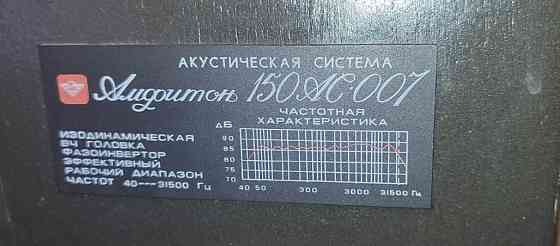 АКУСТИЧЕСКАЯ СИСТЕМА
Амфитон 150АС-007
ЧАСТОТНАЯ
ХАРАКТЕРИСТИКА
ИЗОДИНАМИЧЕСКАЯ
ВЧ ГОЛОВКА
ФАЗОИНВЕРТОР
ЭФФЕКТИВНЫЙ
РАБОЧИЙ ДИАПАЗОН
ЧАСТОТ 40—31500 Гц
дБ
90
85
80
75
70
40 50 300 3000 31500 Гц